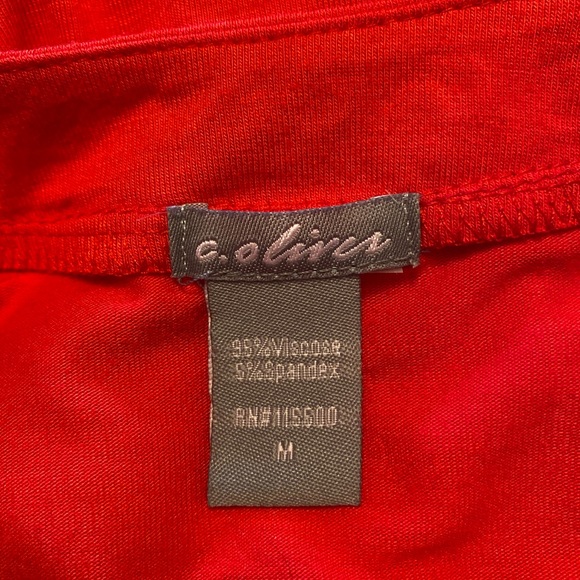 a.oliver
95%Viscose
5%Spandex
RN#115600
M